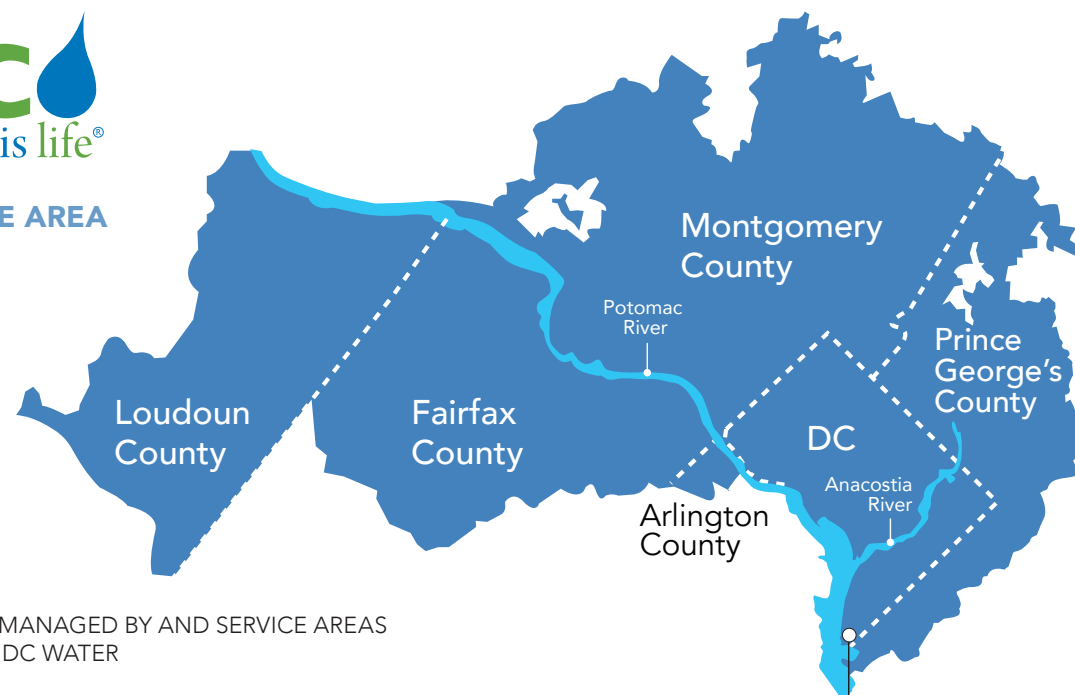 C
is life®
E AREA
Montgomery
County
Potomac
River
Prince
George's
County
Loudoun
County
Fairfax
County
DC
Anacostia
River
Arlington
County
MANAGED BY AND SERVICE AREAS
DC WATER